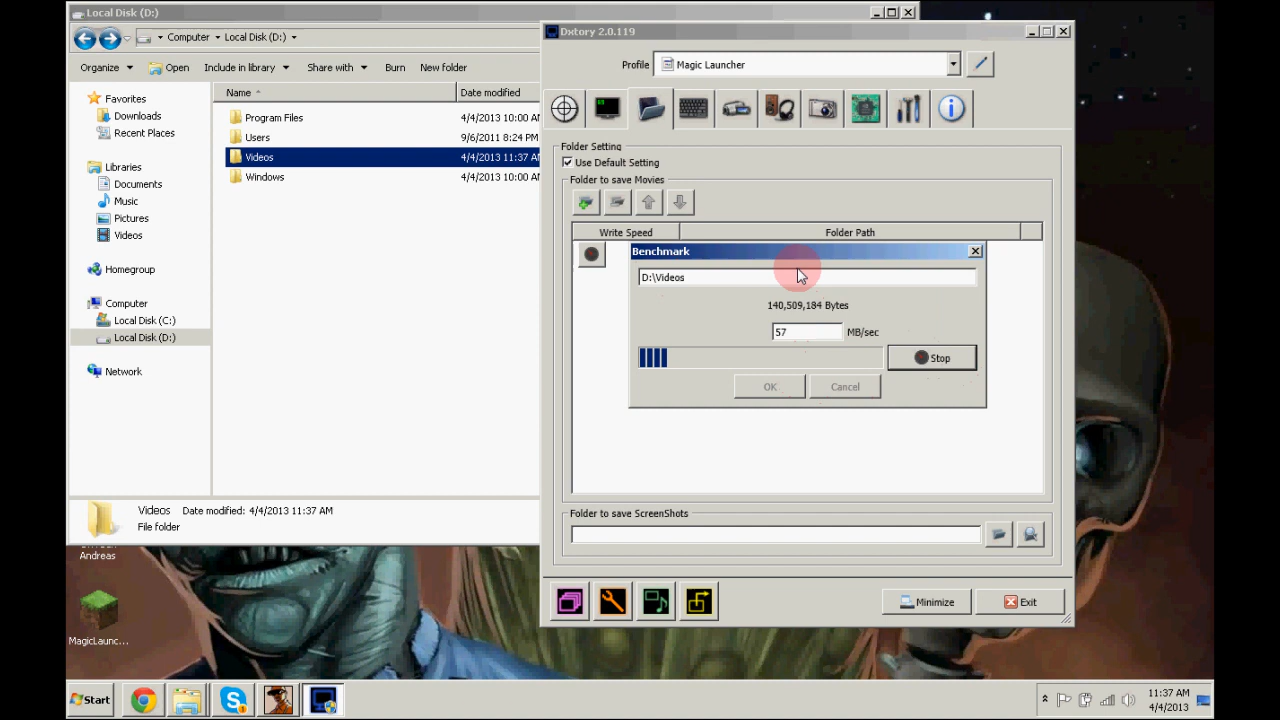 Local Disk (D:)
Computer
Local Disk (D:)
Organize
Open
Include in library
Share with
Burn
New folder
Favorites
Downloads
Recent Places
Libraries
Documents
Music
Pictures
Videos
Homegroup
Computer
Local Disk (C:)
Local Disk (D:)
Network
Name
Date modified
Program Files
4/4/2013 10:00 AM
Users
9/6/2011 8:24 PM
Videos
4/4/2013 11:37 AM
Windows
4/4/2013 10:00 AM
Videos
Date modified: 4/4/2013 11:37 AM
File folder
Dxtory 2.0.119
Profile
Magic Launcher
Folder Setting
Use Default Setting
Folder to save Movies
Write Speed
Folder Path
Benchmark
D:\Videos
140,509,184 Bytes
57
MB/sec
Stop
OK
Cancel
Folder to save ScreenShots
Minimize
Exit
Andreas
MagicLaunc...
Start
11:37 AM
4/4/2013